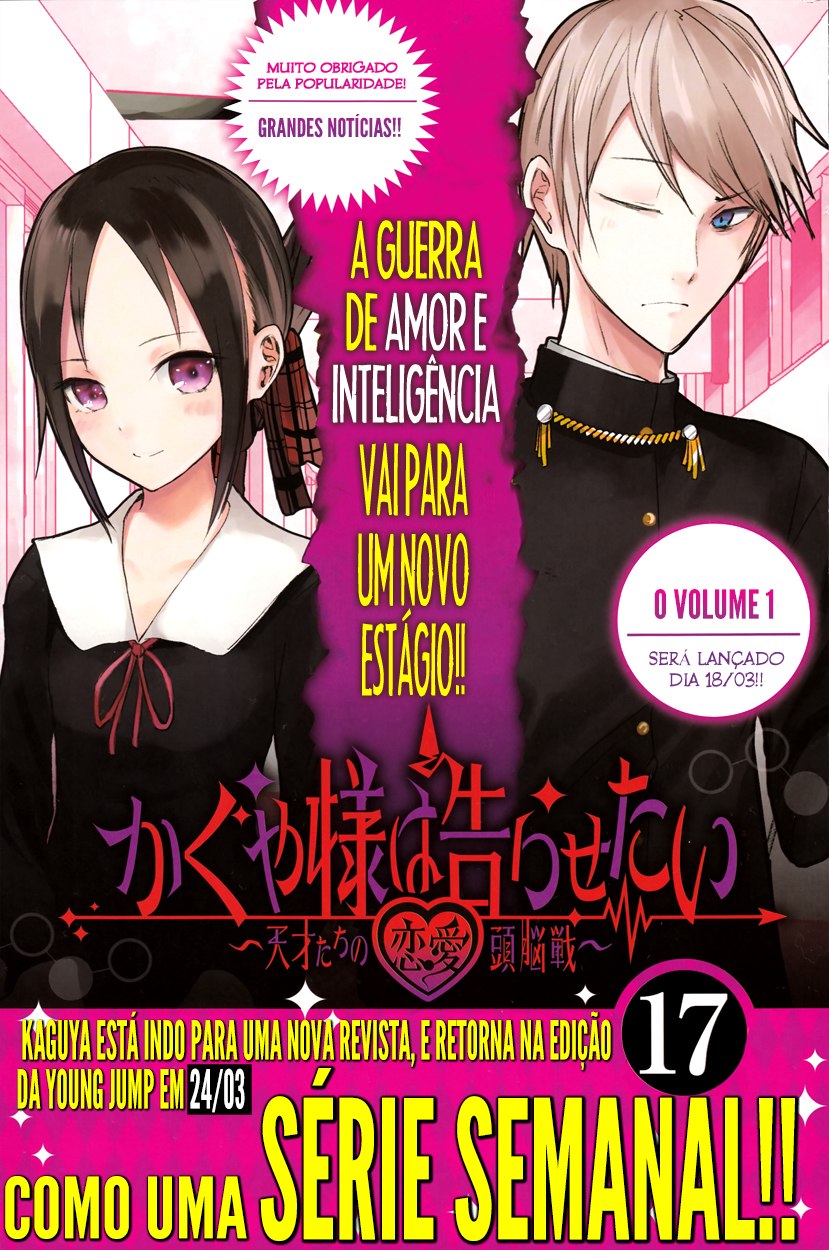 MUITO OBRIGADO
PELA POPULARIDADE!
GRANDES NOTÍCIAS!!
A GUERRA
DE AMOR E
INTELIGÊNCIA
VAI PARA
UM NOVO
ESTÁGIO!!
O VOLUME 1
SERÁ LANÇADO
DIA 18/03!!
かぐや様は告らせたい
～天才たちの恋愛頭脳戦～
KAGUYA ESTÁ INDO PARA UMA NOVA REVISTA, E RETORNA NA EDIÇÃO 17
DA YOUNG JUMP EM 24/03
COMO UMA SÉRIE SEMANAL!!